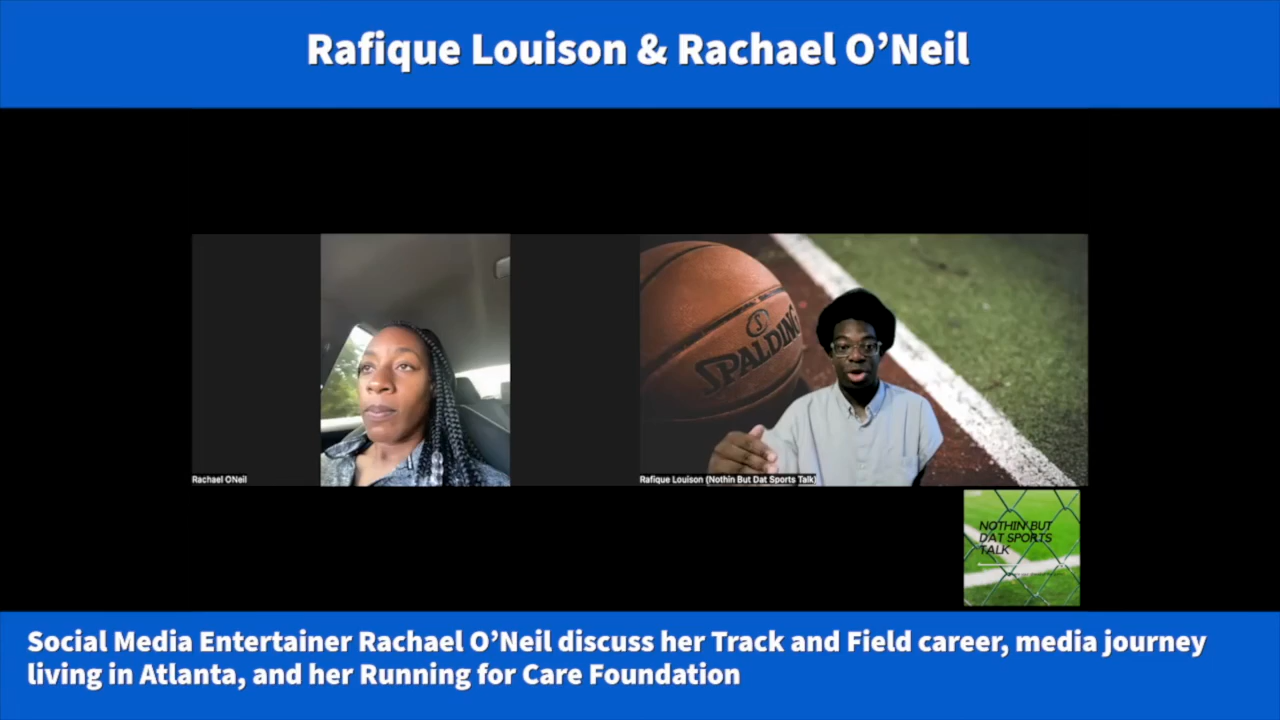 Rafique Louison & Rachael O’Neil
SPALDING
Rachael ONeil
Rafique Louison (Nothin But Dat Sports Talk)
NOTHIN BUT
DAT SPORTS
TALK
Social Media Entertainer Rachael O’Neil discuss her Track and Field career, media journey
living in Atlanta, and her Running for Care Foundation